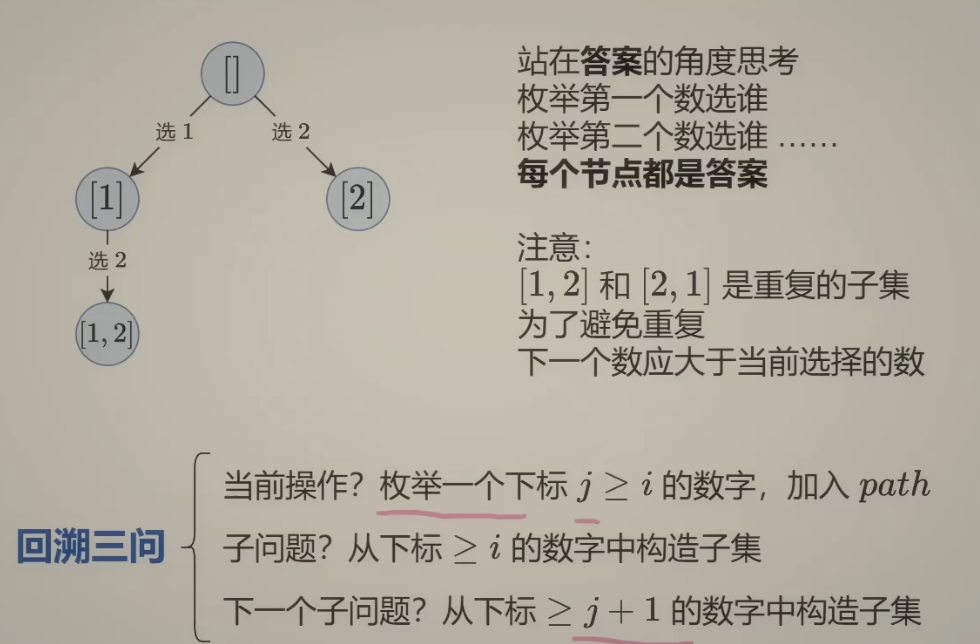 []
选 1
选 2
[1]
[2]
选 2
[1, 2]
站在答案的角度思考
枚举第一个数选谁
枚举第二个数选谁 ……
每个节点都是答案
注意：
[1, 2] 和 [2, 1] 是重复的子集
为了避免重复
下一个数应大于当前选择的数
回溯三问
当前操作？枚举一个下标 j ≥ i 的数字，加入 path
子问题？从下标 ≥ i 的数字中构造子集
下一个子问题？从下标 ≥ j + 1 的数字中构造子集